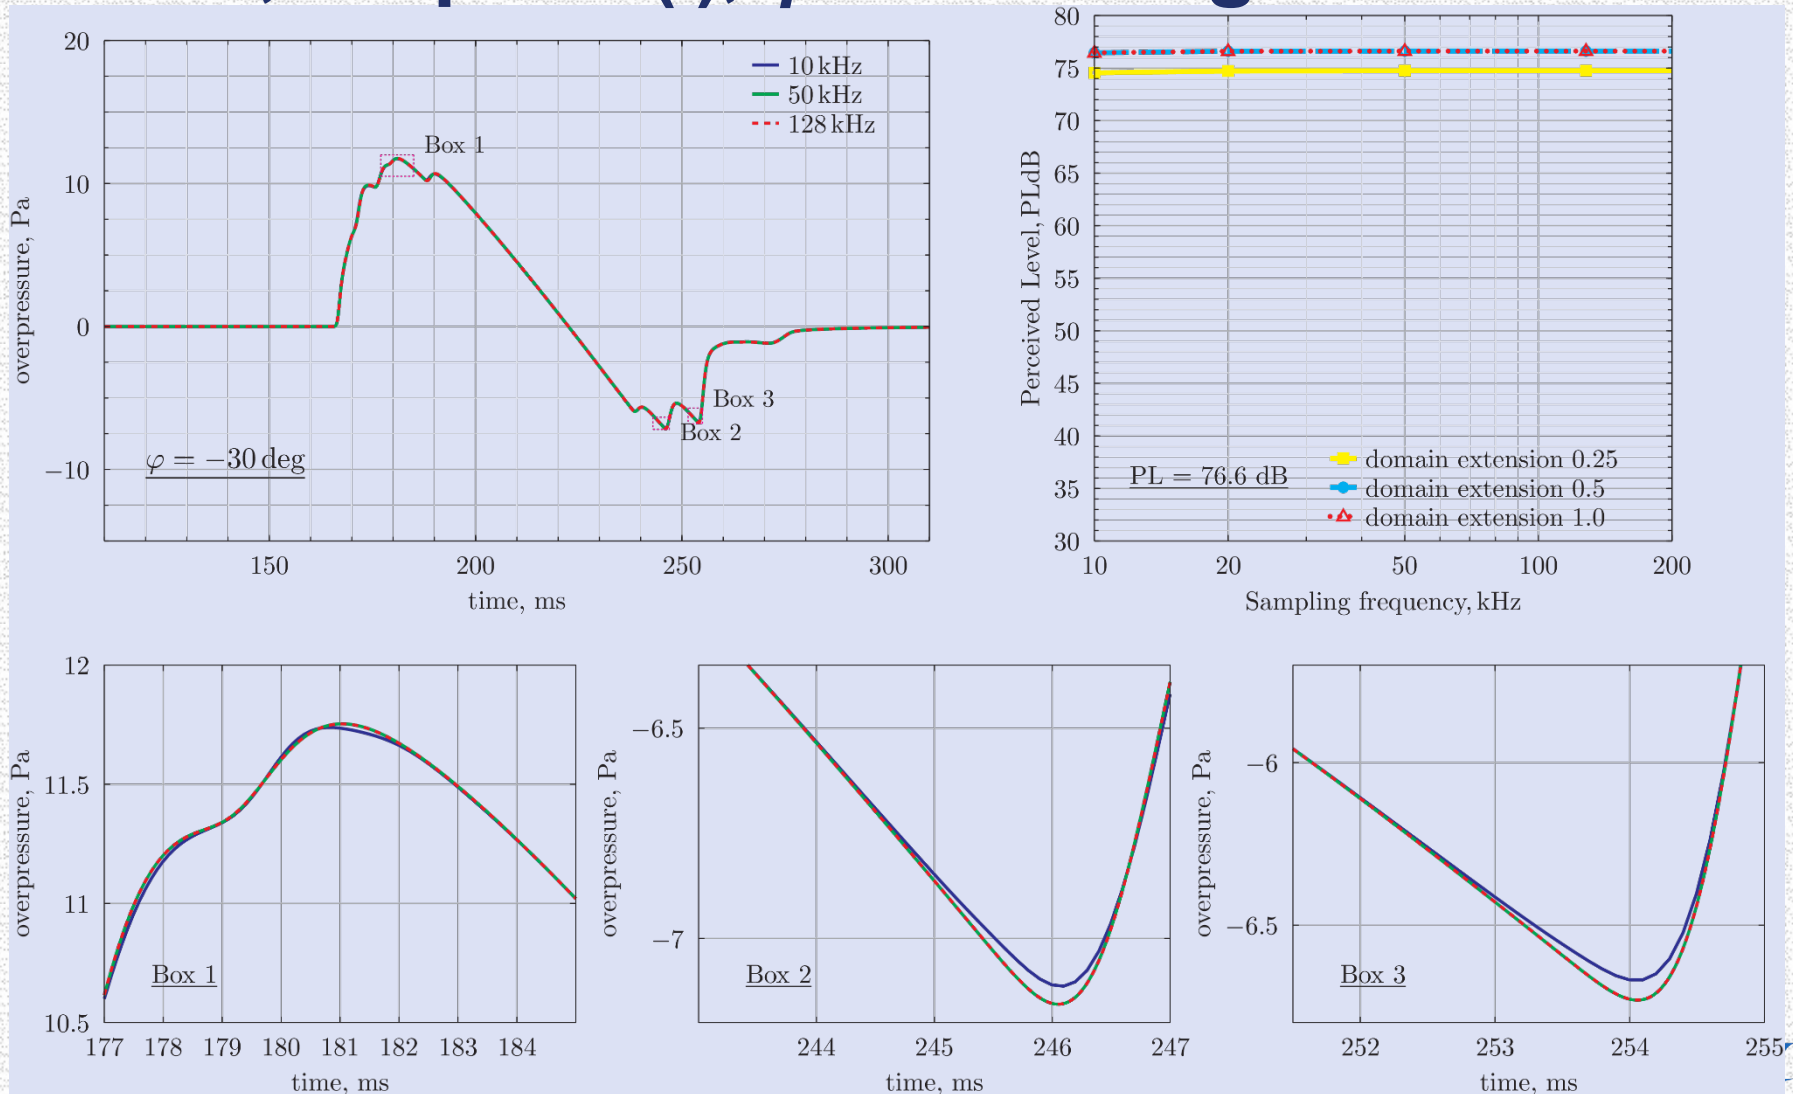 20
10
0
−10
overpressure, Pa
10 kHz
50 kHz
128 kHz
Box 1
Box 3
Box 2
φ = −30 deg
150 200 250 300
time, ms
80
75
70
65
60
55
50
45
40
35
30
Perceived Level, PLdB
PL = 76.6 dB
domain extension 0.25
domain extension 0.5
domain extension 1.0
10 20 50 100 200
Sampling frequency, kHz
12
11.5
11
10.5
overpressure, Pa
Box 1
177 178 179 180 181 182 183 184
time, ms
−6.5
−7
overpressure, Pa
Box 2
244 245 246 247
time, ms
−6
−6.5
overpressure, Pa
Box 3
252 253 254 255
time, ms